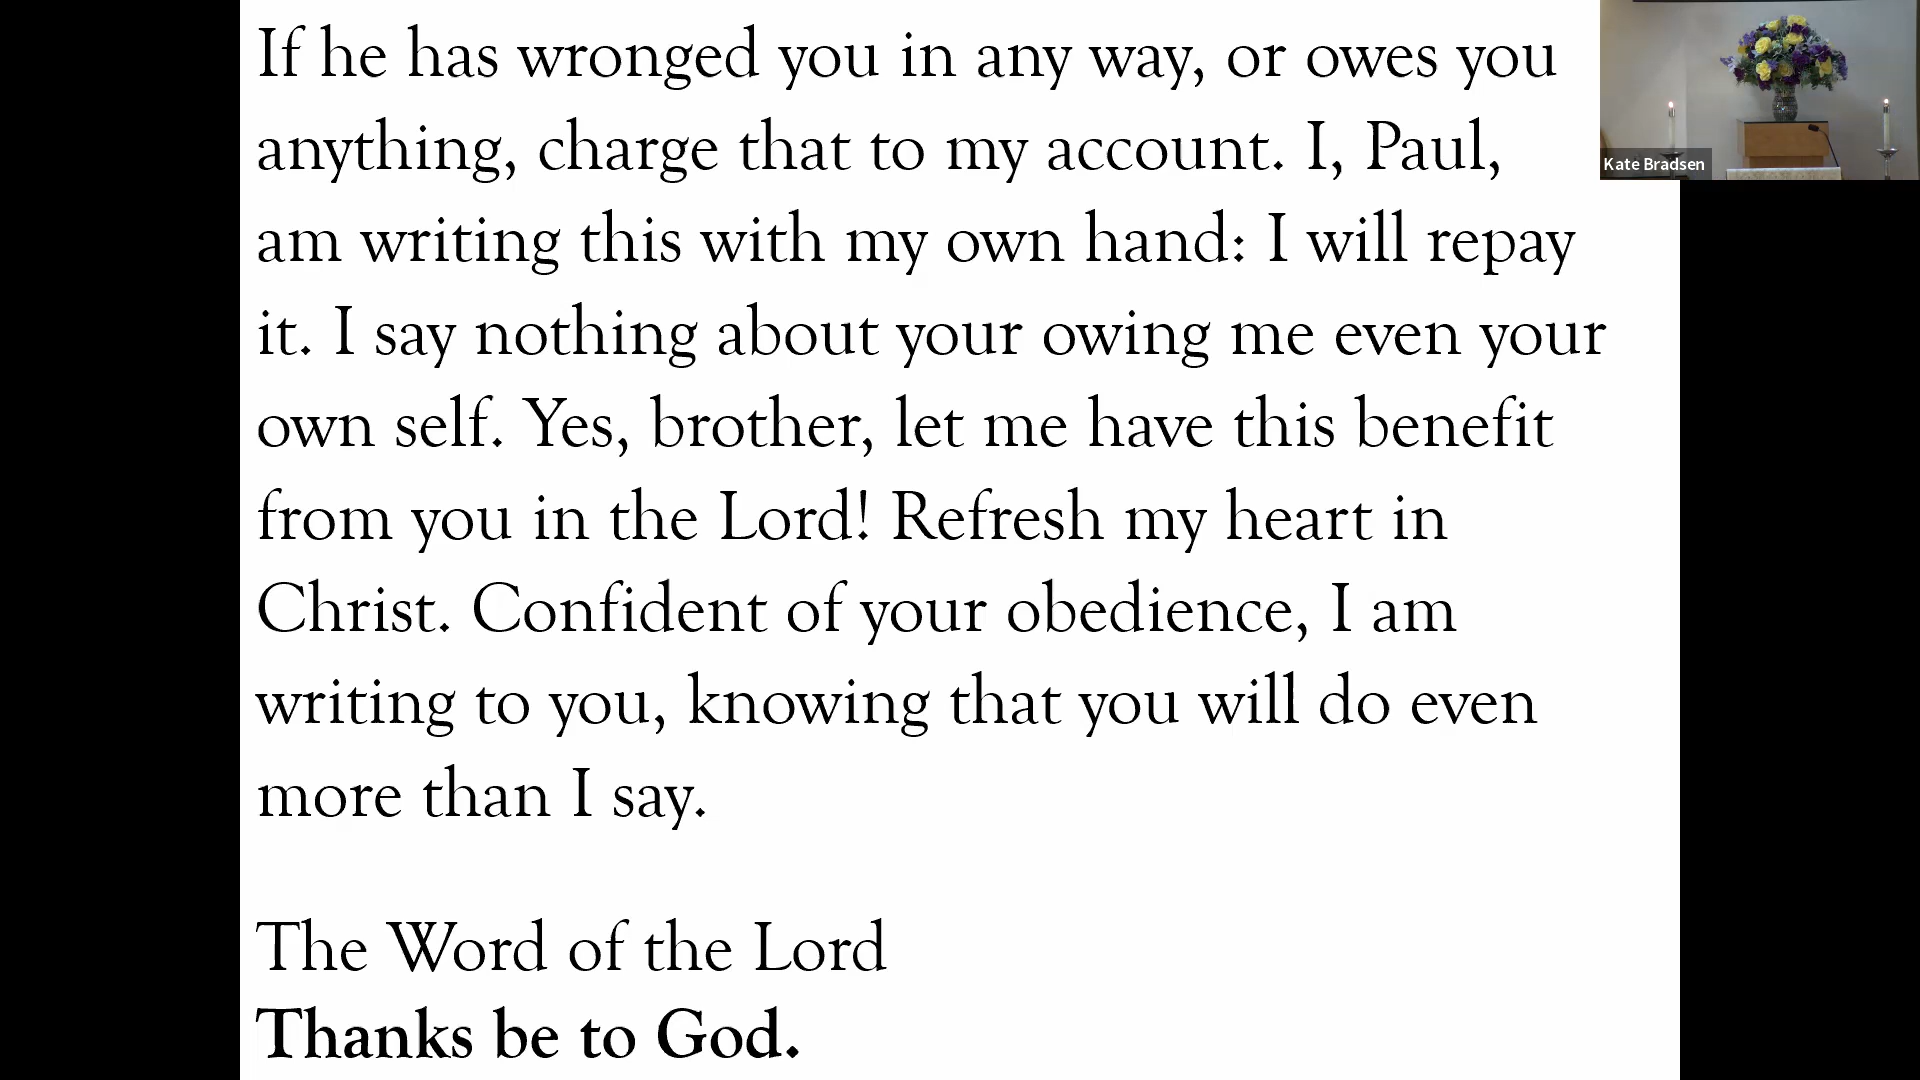 If he has wronged you in any way, or owes you
anything, charge that to my account. I, Paul,
am writing this with my own hand: I will repay
it. I say nothing about your owing me even your
own self. Yes, brother, let me have this benefit
from you in the Lord! Refresh my heart in
Christ. Confident of your obedience, I am
writing to you, knowing that you will do even
more than I say.
The Word of the Lord
Thanks be to God.
Kate Bradsen